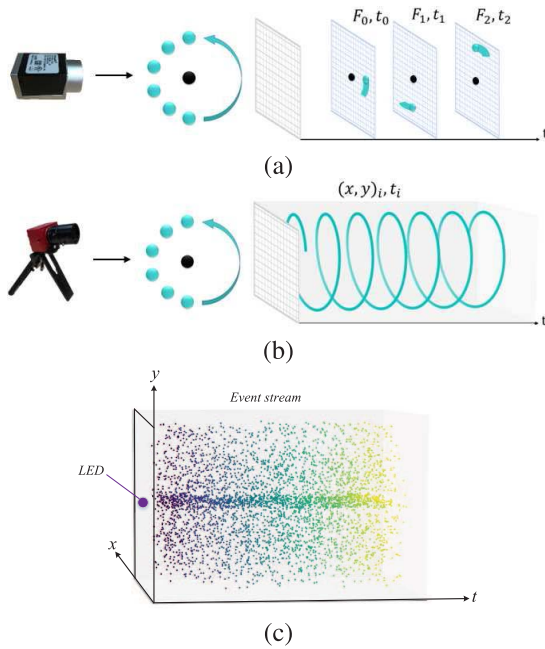 F₀, t₀ F₁, t₁ F₂, t₂
t
(a)
(x, y)ᵢ, tᵢ
t
(b)
y
Event stream
LED
x
t
(c)